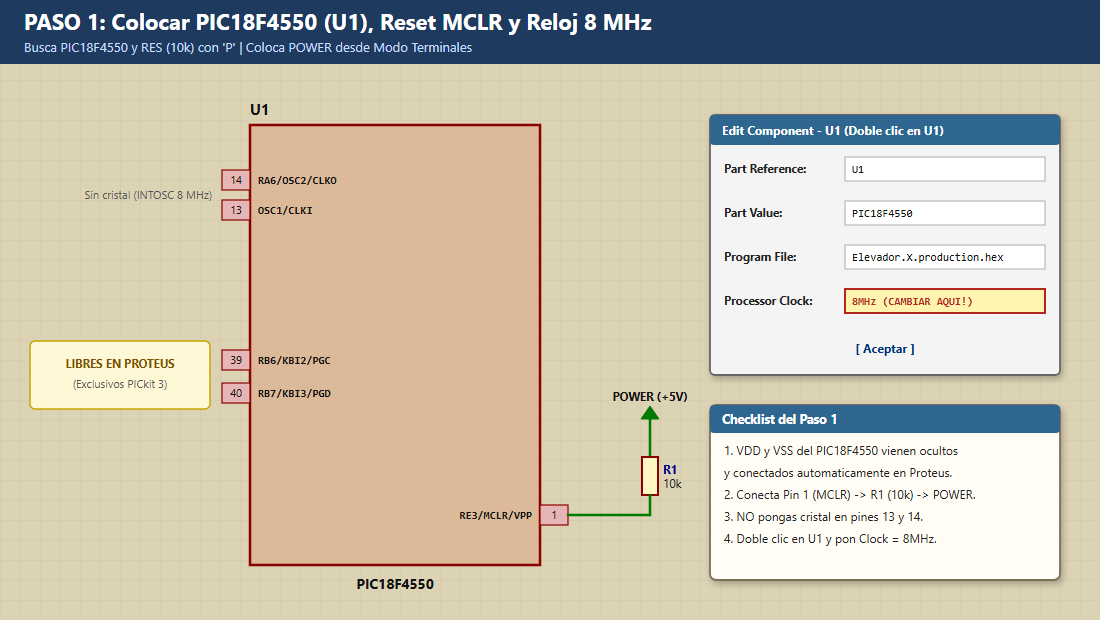 PASO 1: Colocar PIC18F4550 (U1), Reset MCLR y Reloj 8 MHz
Busca PIC18F4550 y RES (10k) con 'P' | Coloca POWER desde Modo Terminales
U1
14 RA6/OSC2/CLKO
Sin cristal (INTOSC 8 MHz)
13 OSC1/CLKI
LIBRES EN PROTEUS
(Exclusivos PICkit 3)
39 RB6/KBI2/PGC
40 RB7/KBI3/PGD
POWER (+5V)
R1
10k
RE3/MCLR/VPP 1
PIC18F4550
Edit Component - U1 (Doble clic en U1)
Part Reference: U1
Part Value: PIC18F4550
Program File: Elevador.X.production.hex
Processor Clock: 8MHz (CAMBIAR AQUI!)
[ Aceptar ]
Checklist del Paso 1
1. VDD y VSS del PIC18F4550 vienen ocultos
y conectados automaticamente en Proteus.
2. Conecta Pin 1 (MCLR) -> R1 (10k) -> POWER.
3. NO pongas cristal en pines 13 y 14.
4. Doble clic en U1 y pon Clock = 8MHz.